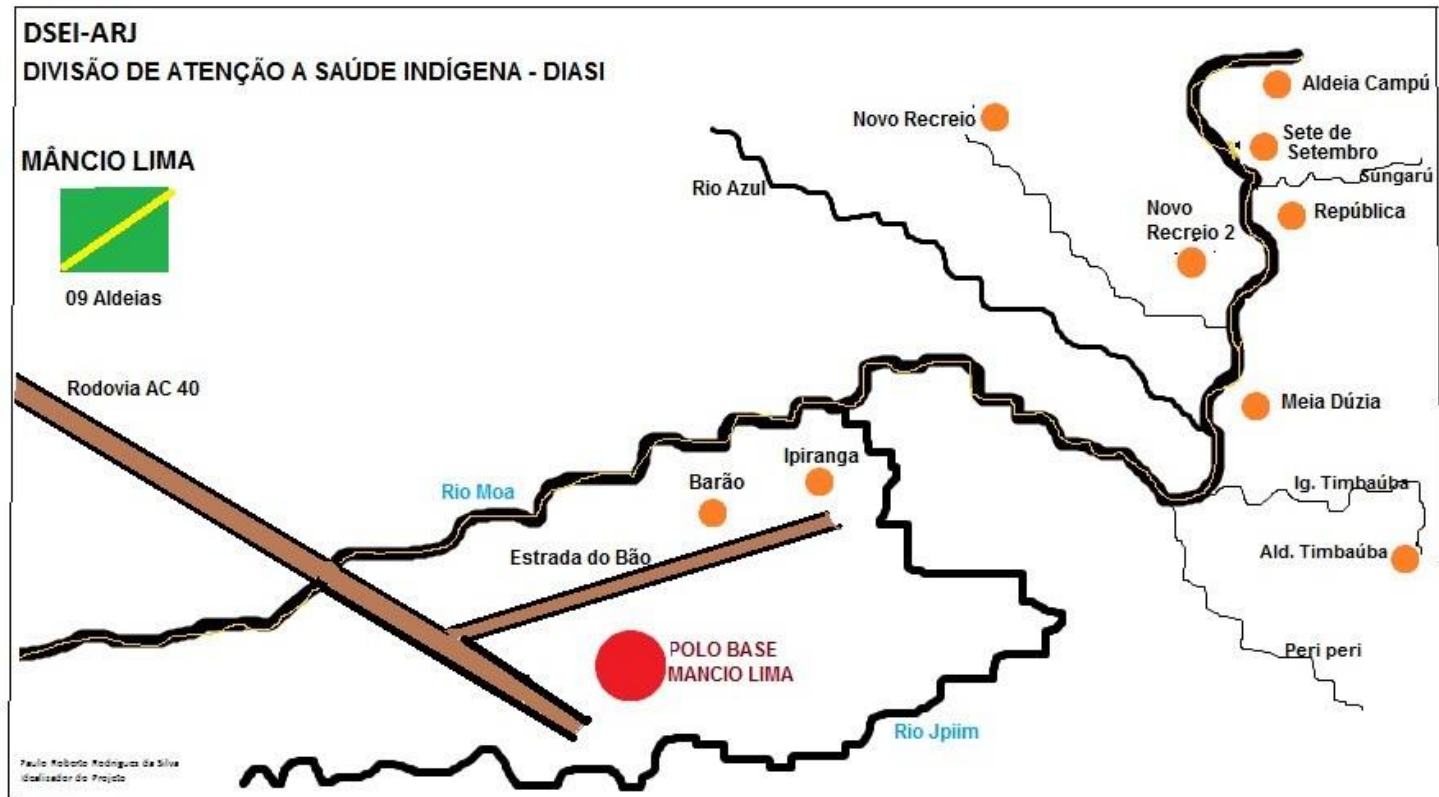 DSEI-ARJ
DIVISÃO DE ATENÇÃO A SAÚDE INDÍGENA - DIASI
MÂNCIO LIMA
09 Aldeias
Rodovia AC 40
Rio Azul
Novo Recreio
Aldeia Campú
Sete de
Setembro
Sungarú
República
Novo
Recreio 2
Meia Dúzia
Ig. Timbaúba
Ald. Timbaúba
Peri peri
Ipiranga
Barão
Rio Moa
Estrada do Bão
POLO BASE
MANCIO LIMA
Rio Jpiim
Paulo Roberto Rodrigues da Silva
Idealizador do Projeto